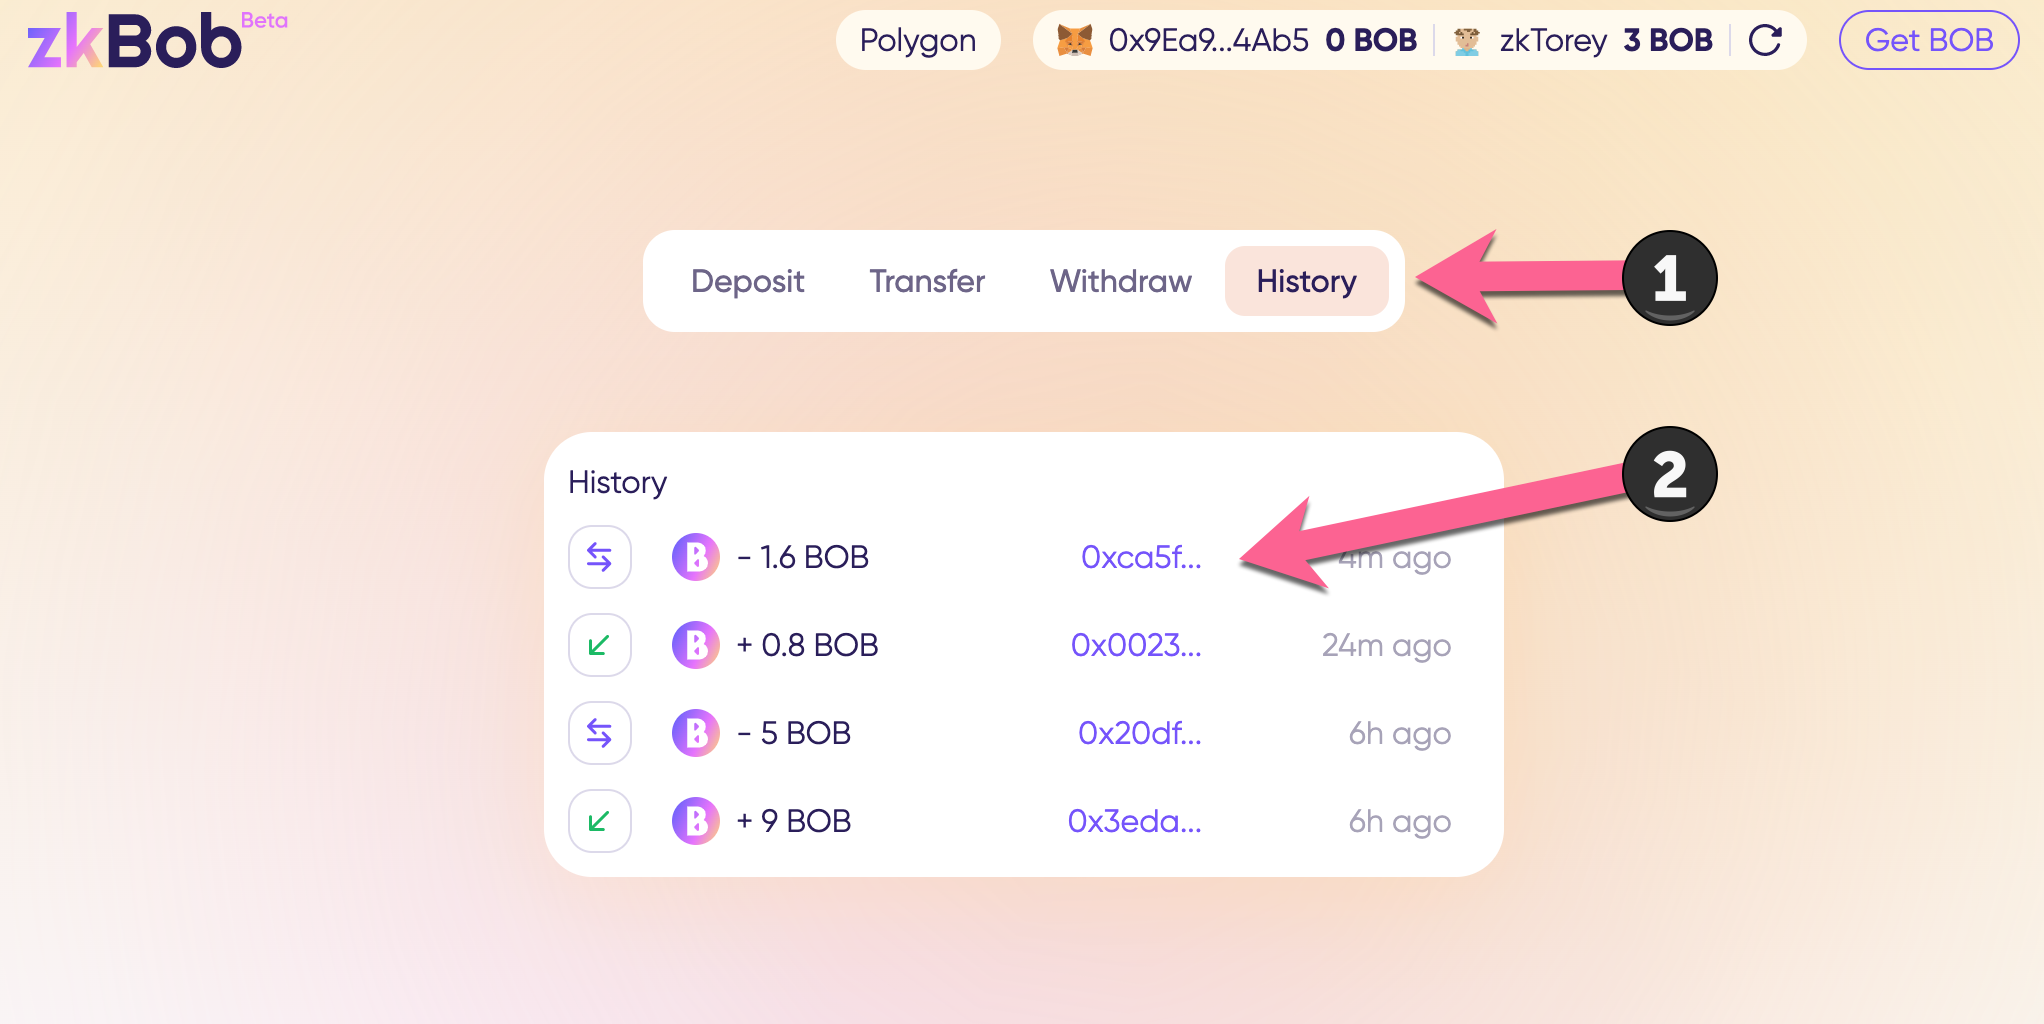 zkBob Beta
Polygon
0x9Ea9...4Ab5 0 BOB
zkTorey 3 BOB
Get BOB
Deposit Transfer Withdraw History
1
2
History
- 1.6 BOB 0xca5f... 4m ago
+ 0.8 BOB 0x0023... 24m ago
- 5 BOB 0x20df... 6h ago
+ 9 BOB 0x3eda... 6h ago